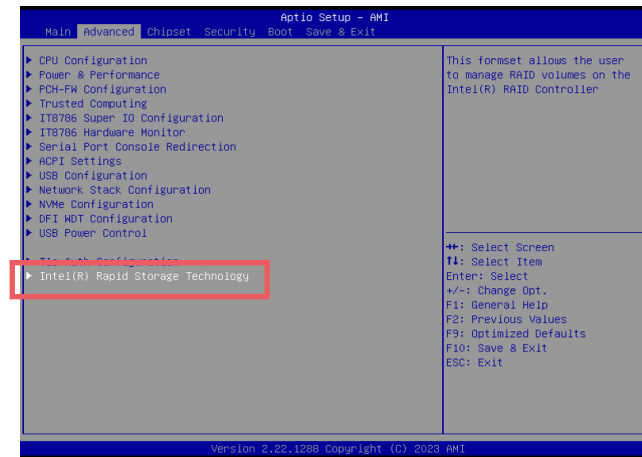 Aptio Setup - AMI
Main Advanced Chipset Security Boot Save & Exit
CPU Configuration
Power & Performance
PCH-FW Configuration
Trusted Computing
IT8786 Super IO Configuration
IT8786 Hardware Monitor
Serial Port Console Redirection
ACPI Settings
USB Configuration
Network Stack Configuration
NVMe Configuration
DFI WDT Configuration
USB Power Control
Tls Auth Configuration
Intel(R) Rapid Storage Technology
This formset allows the user
to manage RAID volumes on the
Intel(R) RAID Controller
→←: Select Screen
↑↓: Select Item
Enter: Select
+/-: Change Opt.
F1: General Help
F2: Previous Values
F9: Optimized Defaults
F10: Save & Exit
ESC: Exit
Version 2.22.1288 Copyright (C) 2023 AMI